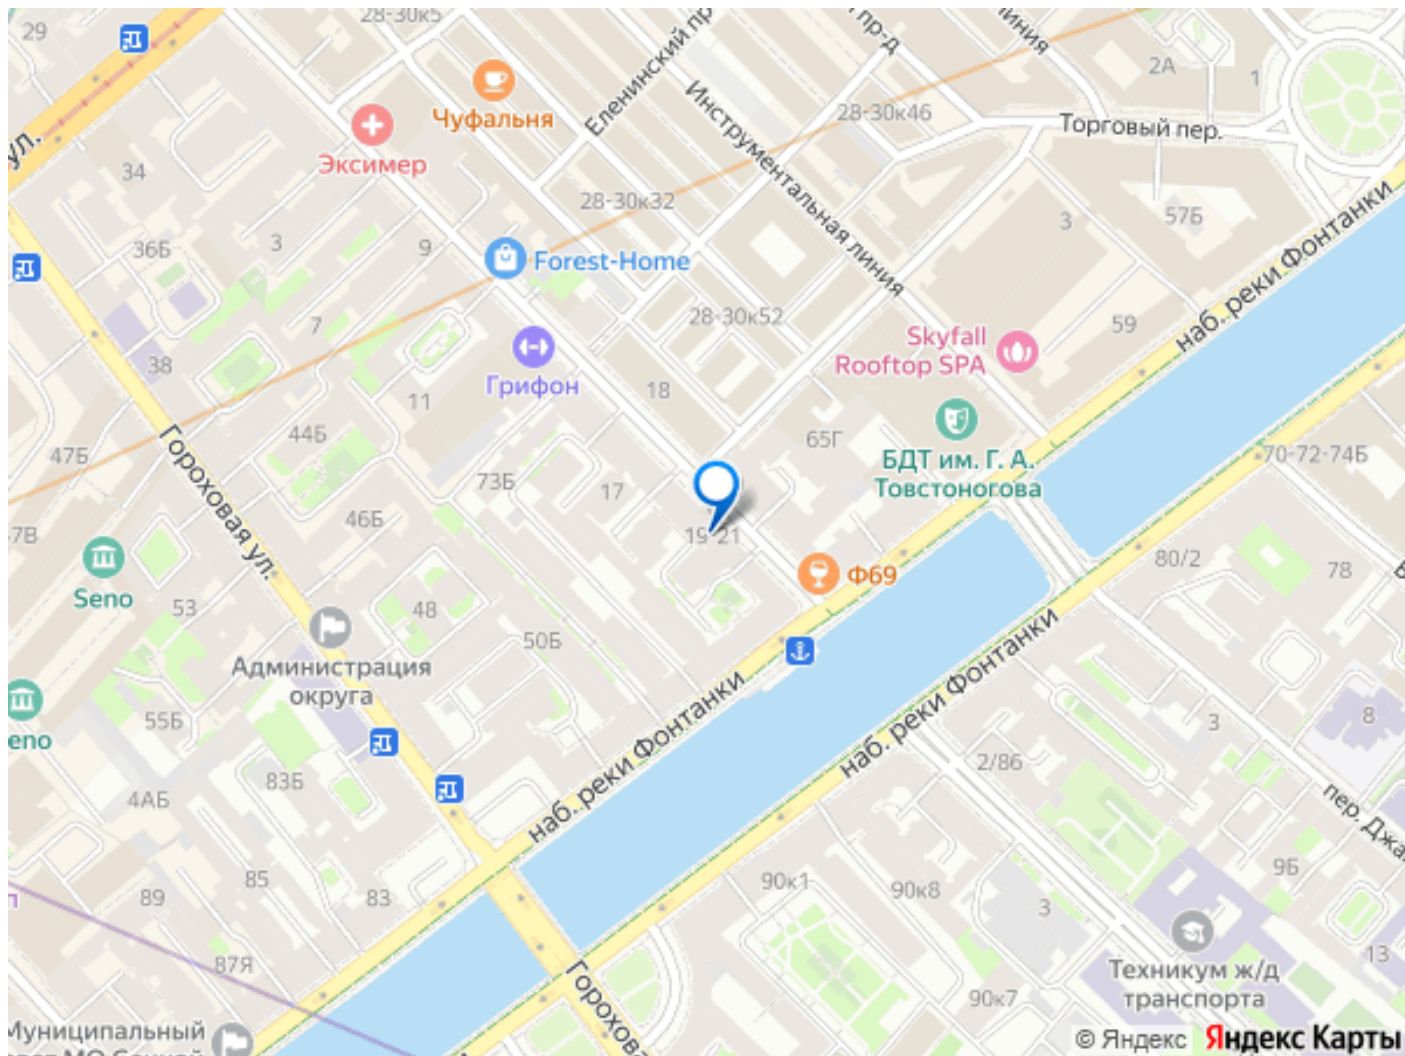 29
28-30к5
Еленинский пр
пр-д
2А
1
Чуфальня
Инструментальная линия
28-30к46
Торговый пер.
ул.
Эксимер
34
28-30к32
3
57Б
наб. реки Фонтанки
36Б
3
9
Forest-Home
28-30к52
59
7
Skyfall
Rooftop SPA
38
Грифон
18
11
44Б
65Г
47Б
БДТ им. Г. А.
Товстоногова
70-72-74Б
Гороховая ул.
73Б
17
46Б
19-21
Ф69
80/2
78
Seno
53
48
50Б
Администрация
округа
наб. реки Фонтанки
наб. реки Фонтанки
55Б
3
8
83Б
2/86
4АБ
пер. Джа
9Б
85
90к1
90к8
89
83
3
87Я
Горохова
13
Техникум ж/д
транспорта
90к7
Муниципальный
© Яндекс Яндекс Карты